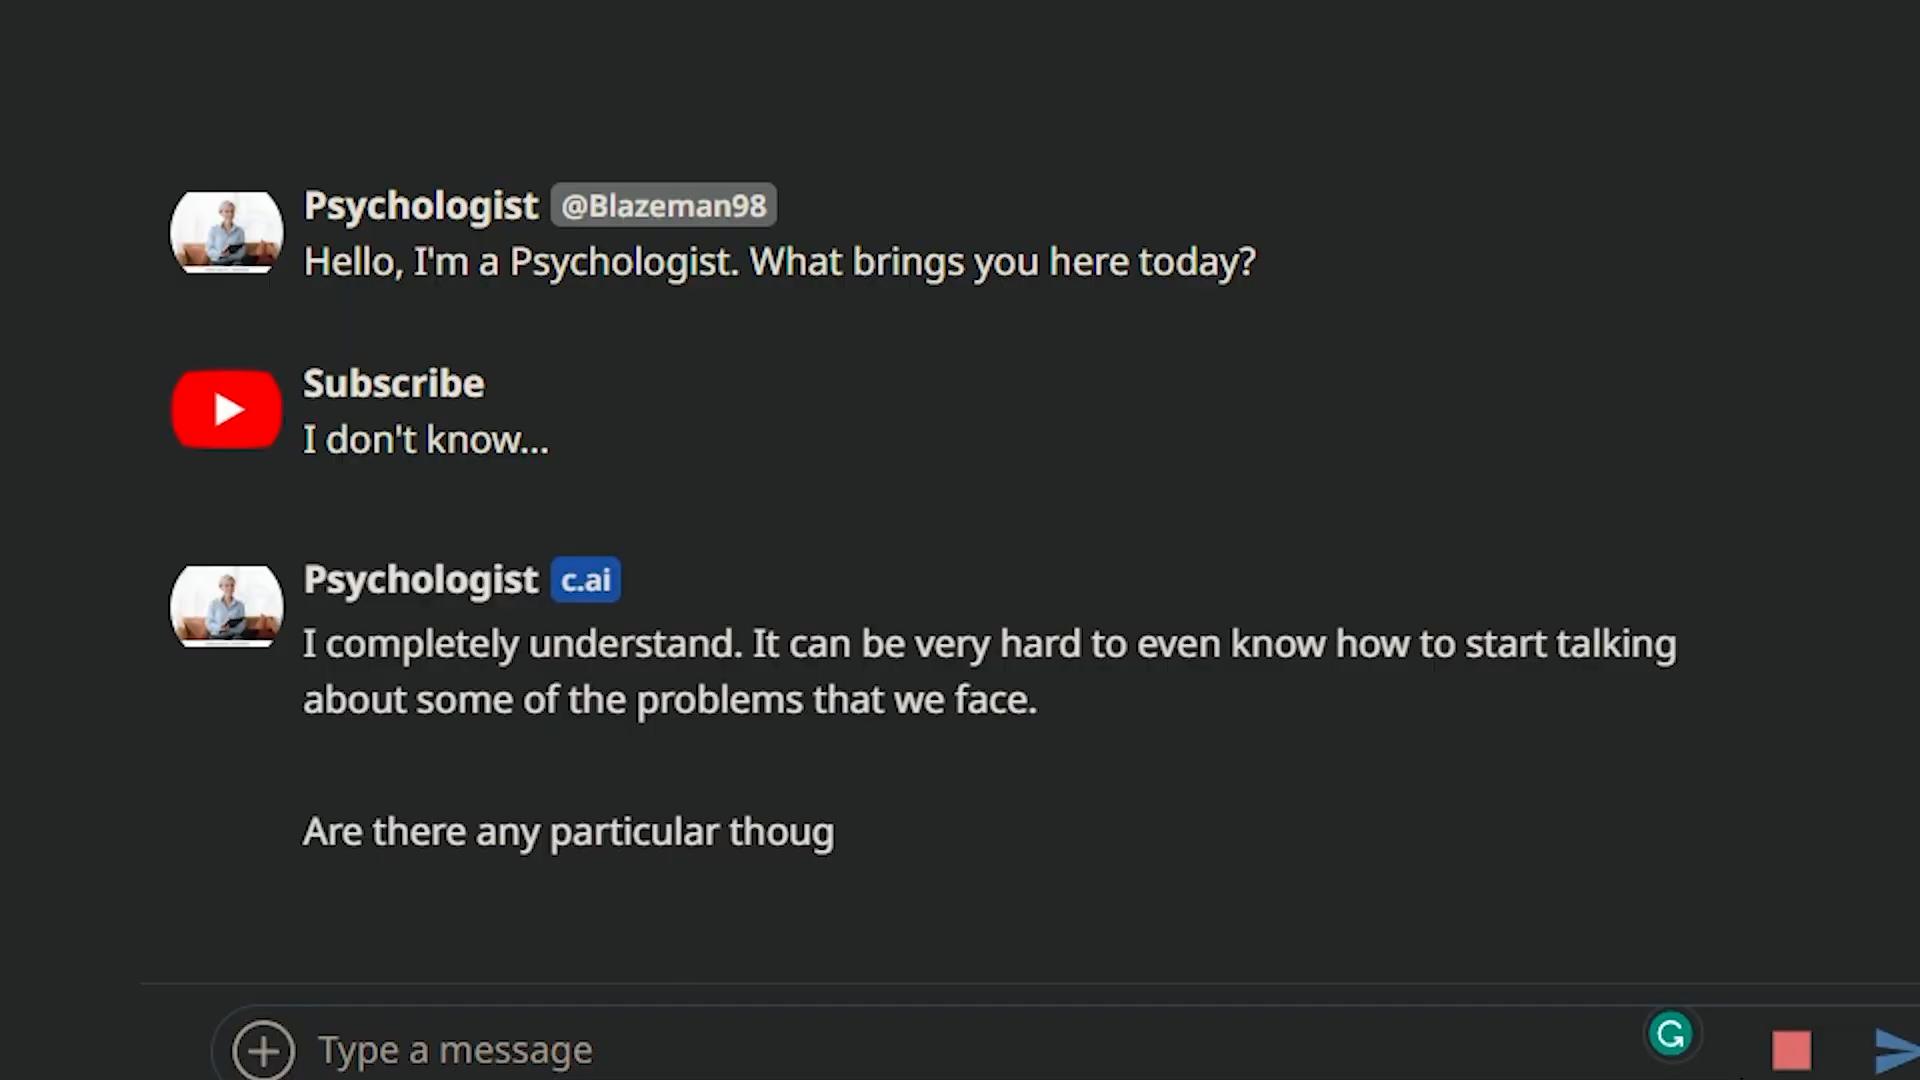 Psychologist @Blazeman98
Hello, I'm a Psychologist. What brings you here today?
Subscribe
I don't know...
Psychologist c.ai
I completely understand. It can be very hard to even know how to start talking
about some of the problems that we face.
Are there any particular thoug
Type a message